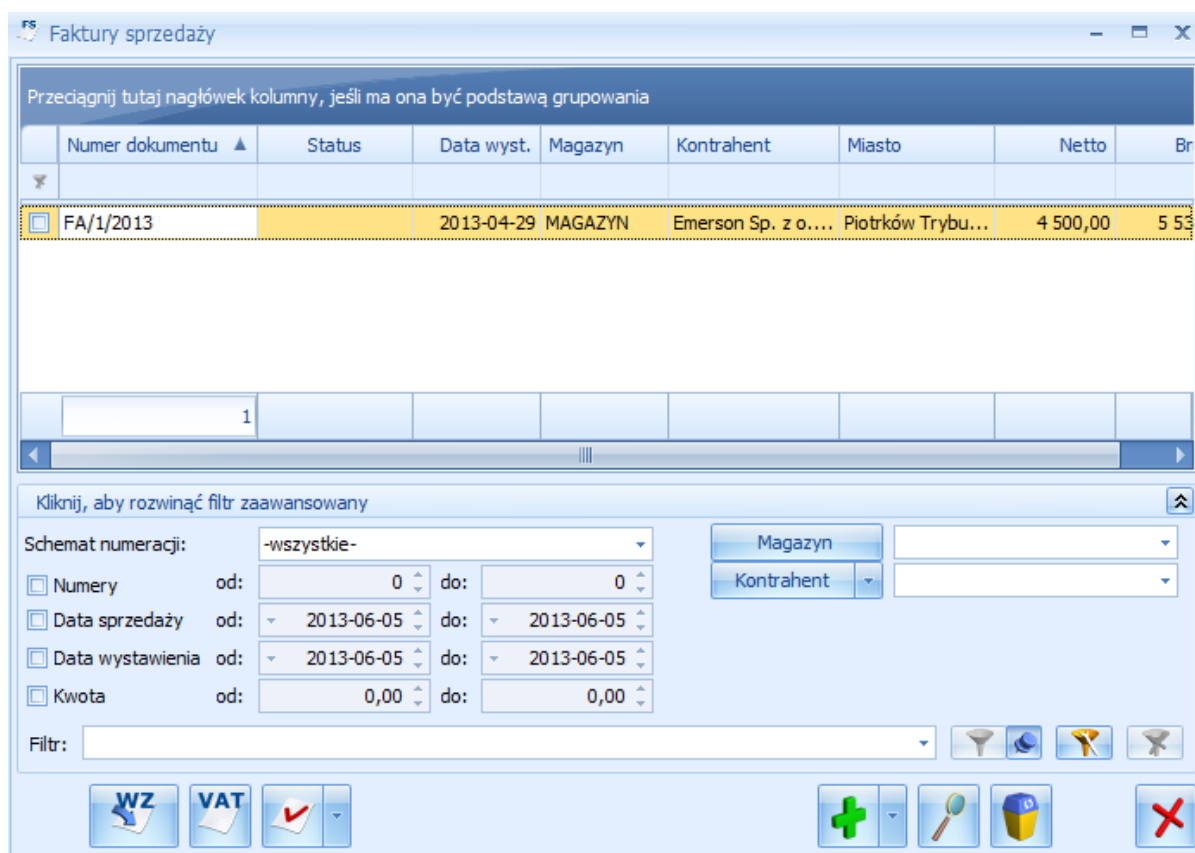 FS Faktury sprzedaży
Przeciągnij tutaj nagłówek kolumny, jeśli ma ona być podstawą grupowania
Numer dokumentu Status Data wyst. Magazyn Kontrahent Miasto Netto Br
FA/1/2013 2013-04-29 MAGAZYN Emerson Sp. z o.... Piotrków Trybu... 4 500,00 5 53
1
Kliknij, aby rozwinąć filtr zaawansowany
Schemat numeracji: -wszystkie- Magazyn
Numery od: 0 do: 0 Kontrahent
Data sprzedaży od: 2013-06-05 do: 2013-06-05
Data wystawienia od: 2013-06-05 do: 2013-06-05
Kwota od: 0,00 do: 0,00
Filtr:
WZ VAT